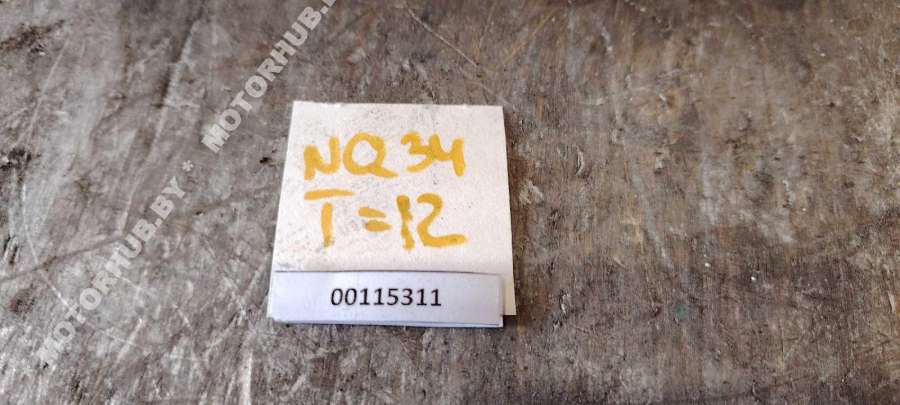 MOTORHUB.BY * MOTORHUB.BY
NQ34
T=12
00115311